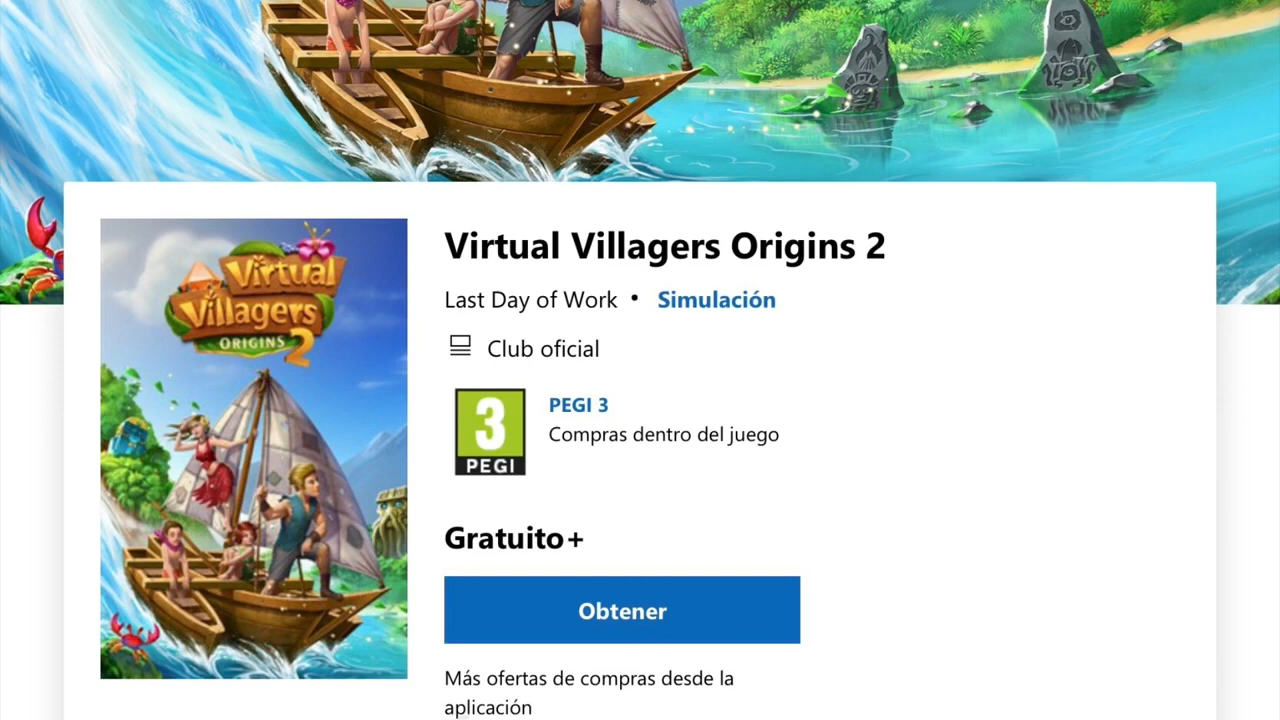 Virtual
Villagers
ORIGINS 2
Virtual Villagers Origins 2
Last Day of Work • Simulación
Club oficial
3
PEGI
PEGI 3
Compras dentro del juego
Gratuito+
Obtener
Más ofertas de compras desde la
aplicación